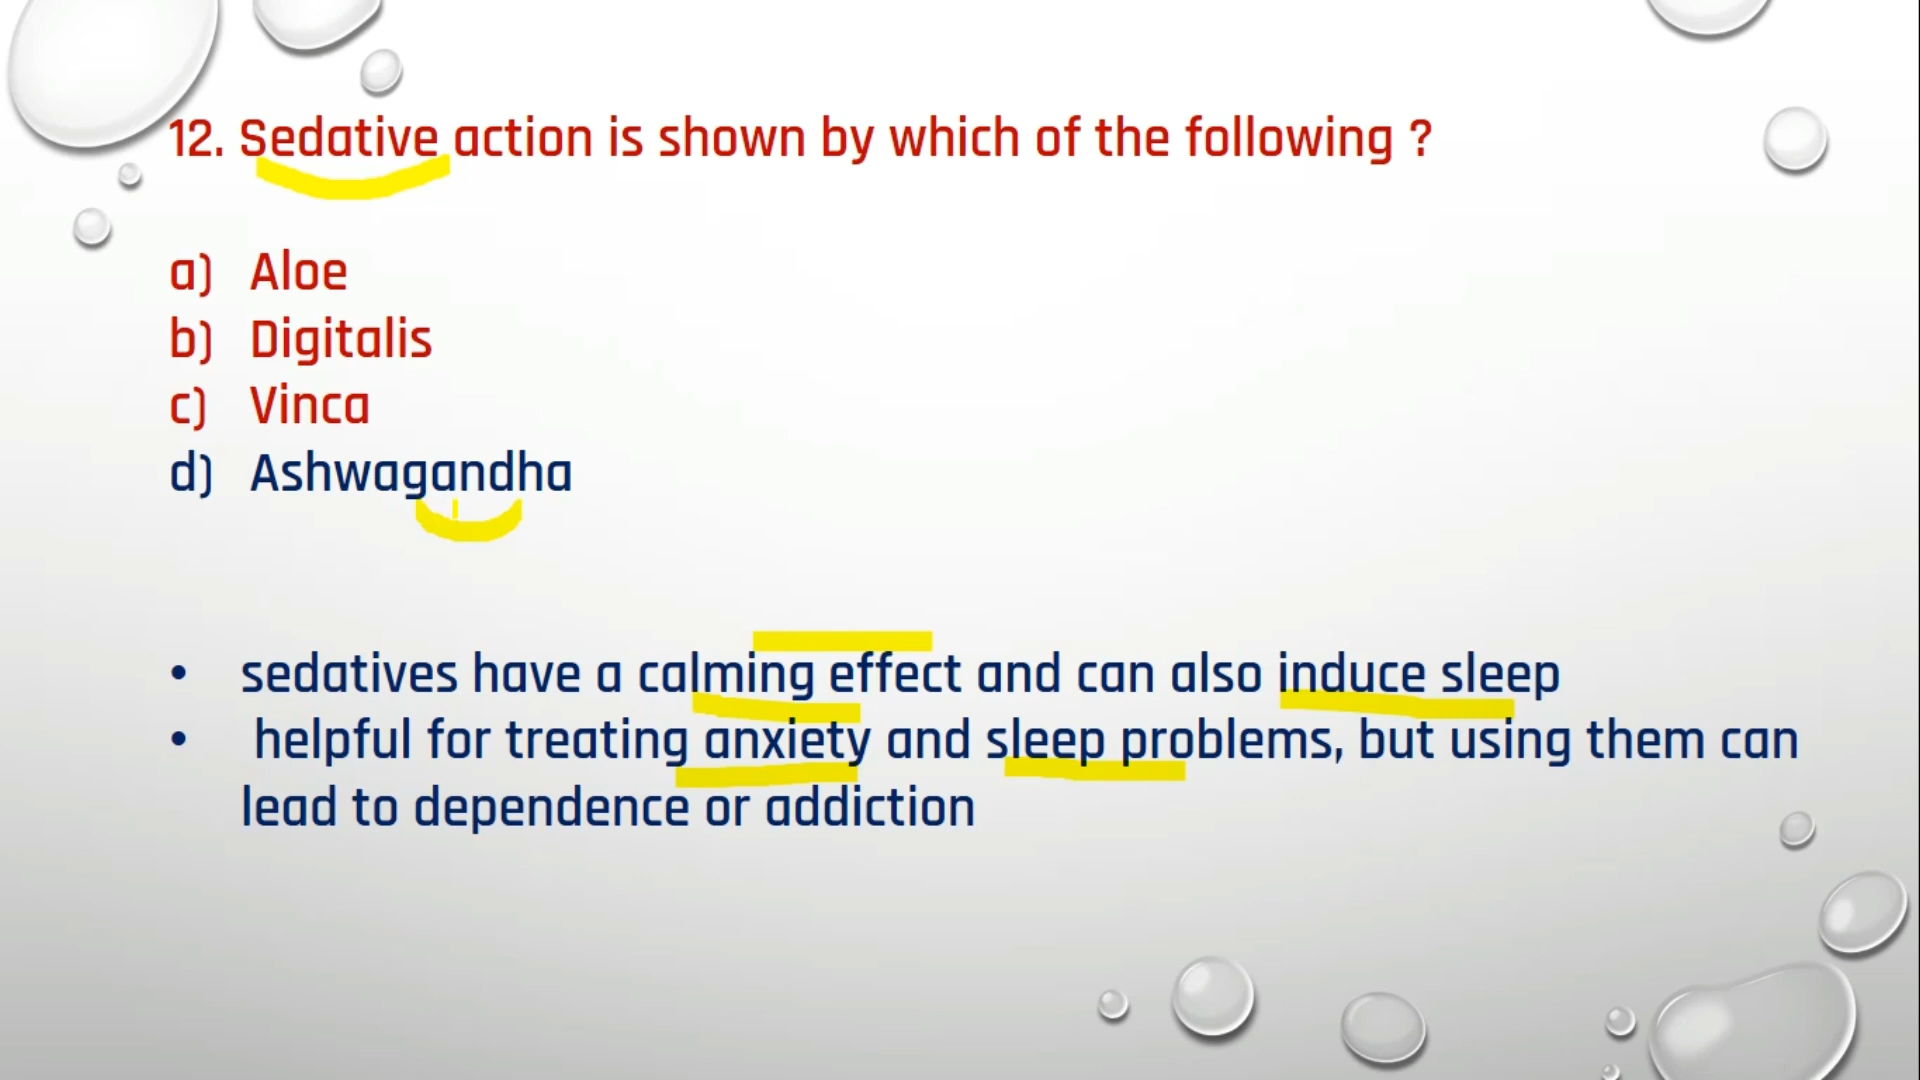 12. Sedative action is shown by which of the following ?
a) Aloe
b) Digitalis
c) Vinca
d) Ashwagandha
• sedatives have a calming effect and can also induce sleep
• helpful for treating anxiety and sleep problems, but using them can
lead to dependence or addiction